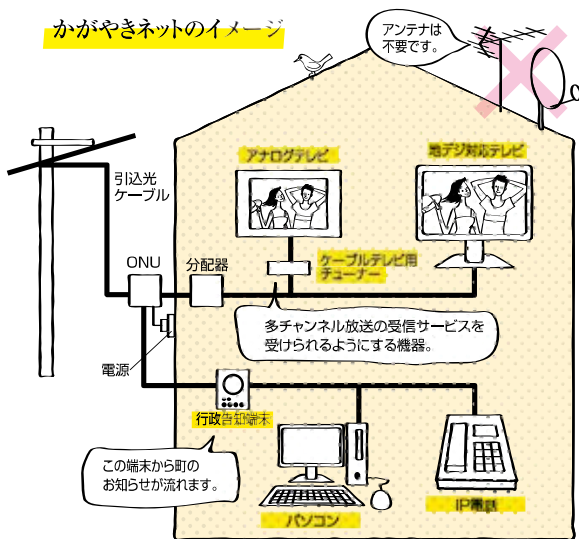 かがやきネットのイメージ
アンテナは
不要です。
アナログテレビ
地デジ対応テレビ
引込光
ケーブル
ONU
分配器
ケーブルテレビ用
チューナー
多チャンネル放送の受信サービスを
受けられるようにする機器。
電源
行政告知端末
この端末から町の
お知らせが流れます。
パソコン
IP電話